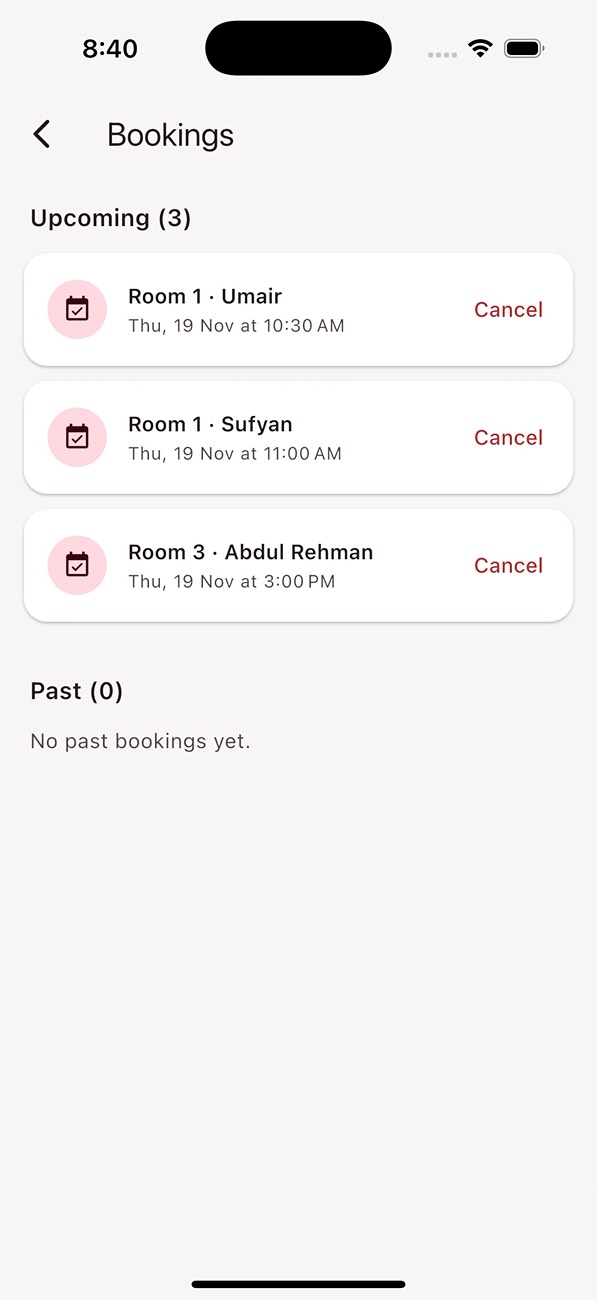 8:40
Bookings
Upcoming (3)
Room 1 · Umair
Thu, 19 Nov at 10:30 AM
Cancel
Room 1 · Sufyan
Thu, 19 Nov at 11:00 AM
Cancel
Room 3 · Abdul Rehman
Thu, 19 Nov at 3:00 PM
Cancel
Past (0)
No past bookings yet.